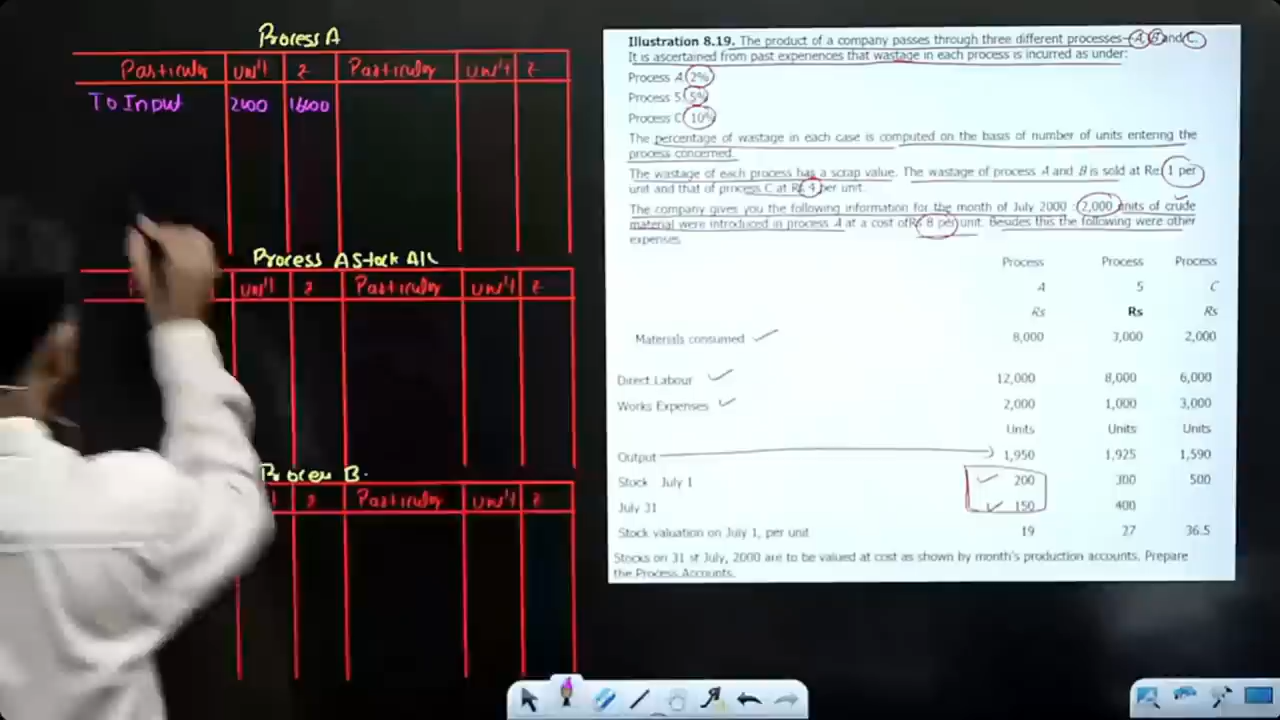 Process A
Particulr Unit ₹ Particulr Unit ₹
To Input 2000 16000
Process A Stock A/c
Unit ₹ Particulr Unit ₹
Process B.
₹ Particulr Unit ₹
Illustration 8.19. The product of a company passes through three different processes—A, B and C.
It is ascertained from past experiences that wastage in each process is incurred as under:
Process A 2%
Process 5 5%
Process C 10%
The percentage of wastage in each case is computed on the basis of number of units entering the
process concerned.
The wastage of each process has a scrap value. The wastage of process A and B is sold at Re. 1 per
unit and that of process C at Rs. 4 per unit.
The company gives you the following information for the month of July 2000 : 2,000 units of crude
material were introduced in process A at a cost of Rs 8 per unit. Besides this the following were other
expenses.
Process Process Process
A 5 C
Rs Rs Rs
Materials consumed 8,000 3,000 2,000
Direct Labour 12,000 8,000 6,000
Works Expenses 2,000 1,000 3,000
Units Units Units
Output 1,950 1,925 1,590
Stock July 1 200 300 500
July 31 150 400
Stock valuation on July 1, per unit 19 27 36.5
Stocks on 31 st July, 2000 are to be valued at cost as shown by month's production accounts. Prepare
the Process Accounts.